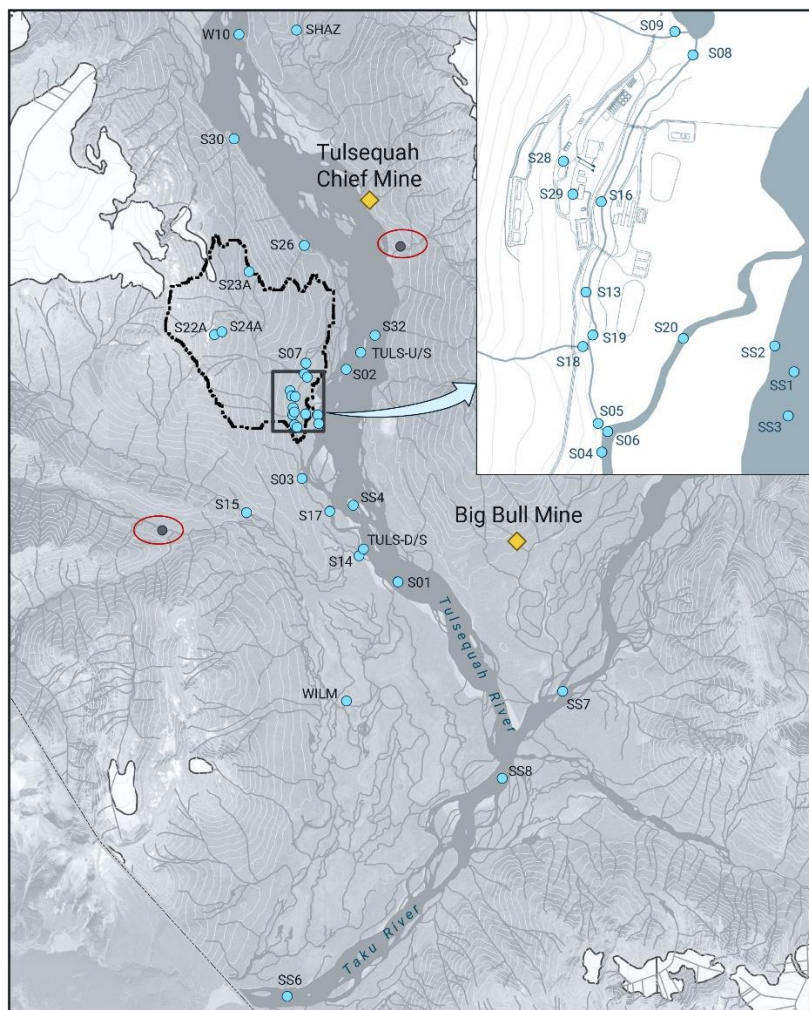 W10
SHAZ
S30
Tulsequah
Chief Mine
S26
S23A
S22A
S24A
S32
TULS-U/S
S07
S02
S03
SS4
S15
S17
TULS-D/S
S14
S01
Big Bull Mine
Tulsequah River
WILM
SS7
SS8
Taku River
SS6
S09
S08
S28
S29
S16
S13
S19
S18
S20
SS2
SS1
SS3
S05
S06
S04